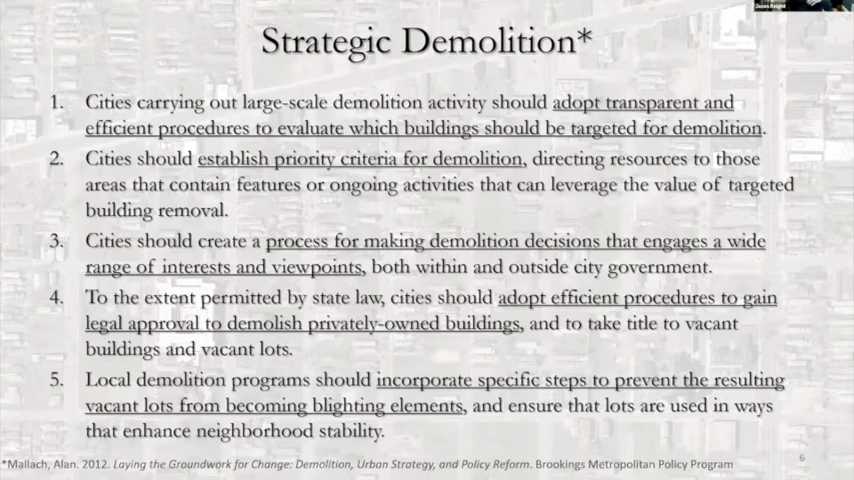 Jason Knight
Strategic Demolition*
1. Cities carrying out large-scale demolition activity should adopt transparent and
efficient procedures to evaluate which buildings should be targeted for demolition.
2. Cities should establish priority criteria for demolition, directing resources to those
areas that contain features or ongoing activities that can leverage the value of targeted
building removal.
3. Cities should create a process for making demolition decisions that engages a wide
range of interests and viewpoints, both within and outside city government.
4. To the extent permitted by state law, cities should adopt efficient procedures to gain
legal approval to demolish privately-owned buildings, and to take title to vacant
buildings and vacant lots.
5. Local demolition programs should incorporate specific steps to prevent the resulting
vacant lots from becoming blighting elements, and ensure that lots are used in ways
that enhance neighborhood stability.
6
*Mallach, Alan. 2012. Laying the Groundwork for Change: Demolition, Urban Strategy, and Policy Reform. Brookings Metropolitan Policy Program